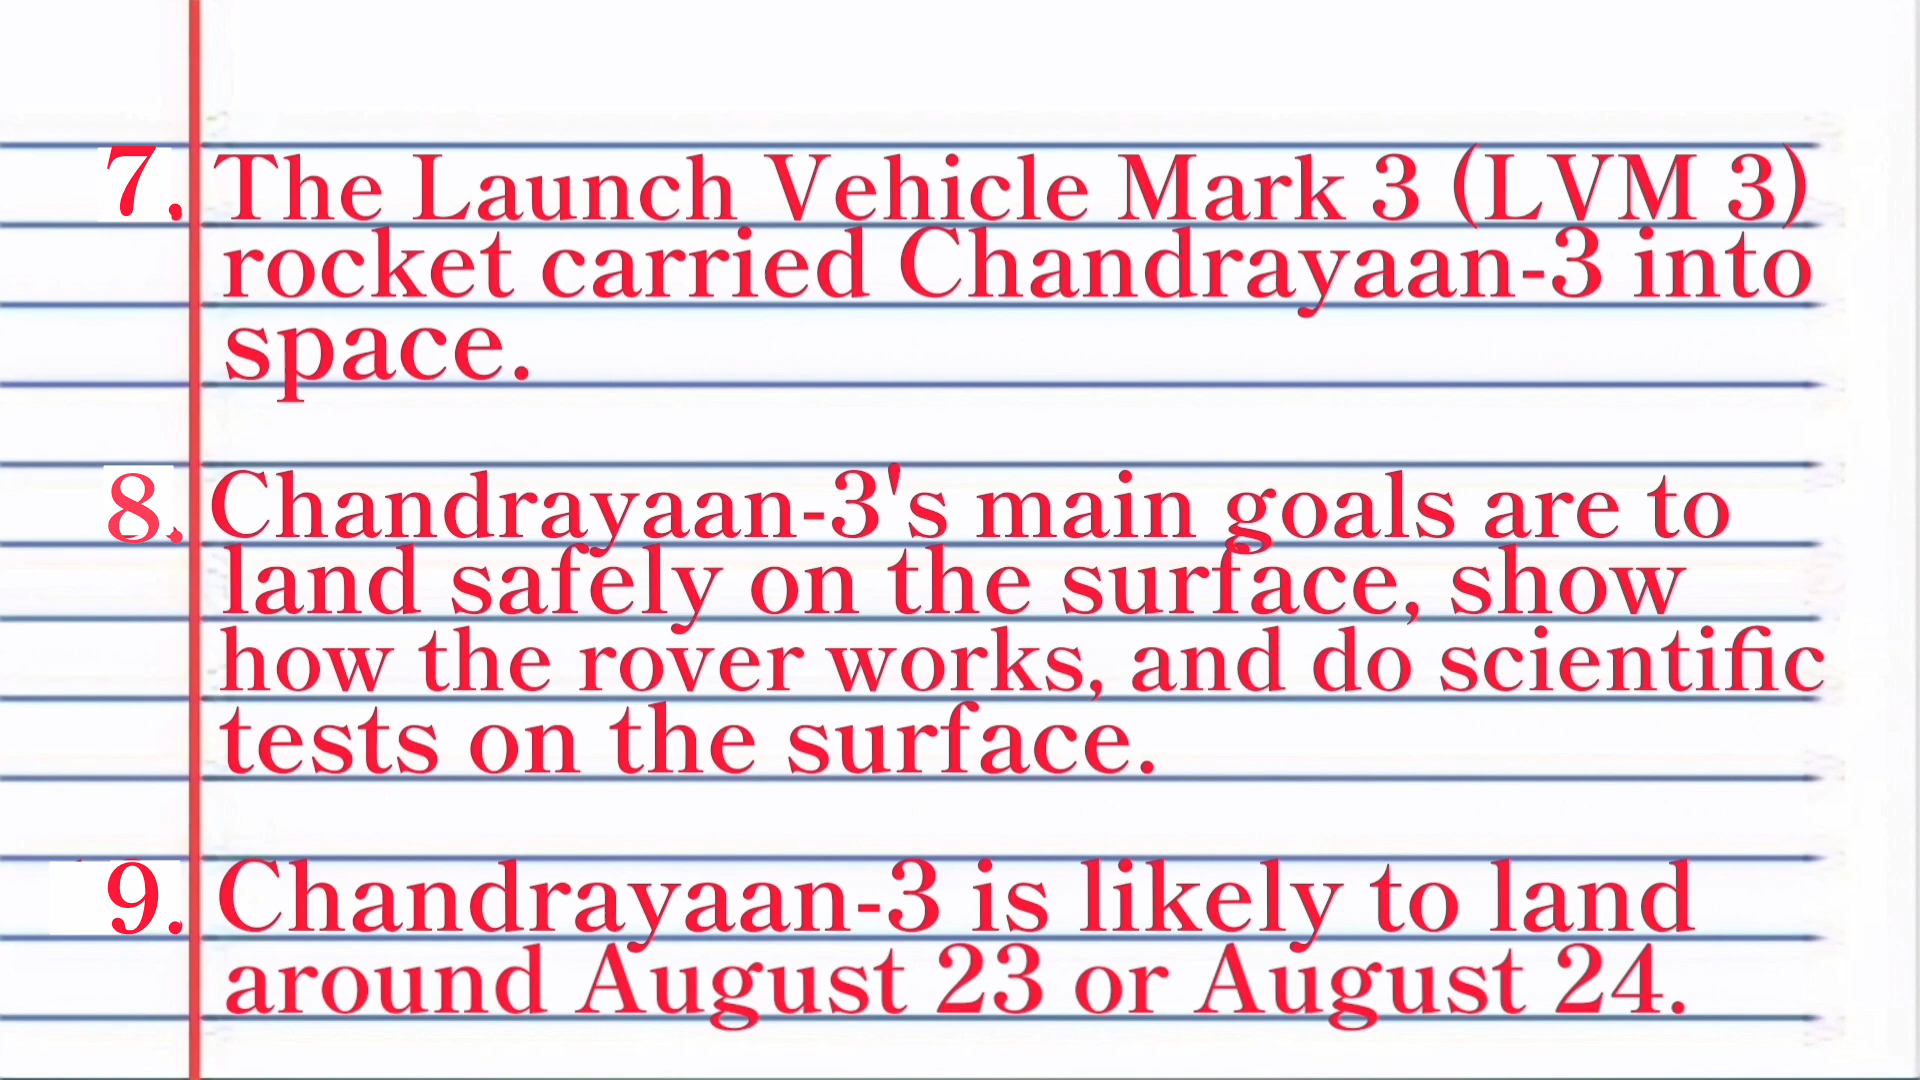 7. The Launch Vehicle Mark 3 (LVM 3)
rocket carried Chandrayaan-3 into
space.
8. Chandrayaan-3's main goals are to
land safely on the surface, show
how the rover works, and do scientific
tests on the surface.
9. Chandrayaan-3 is likely to land
around August 23 or August 24.